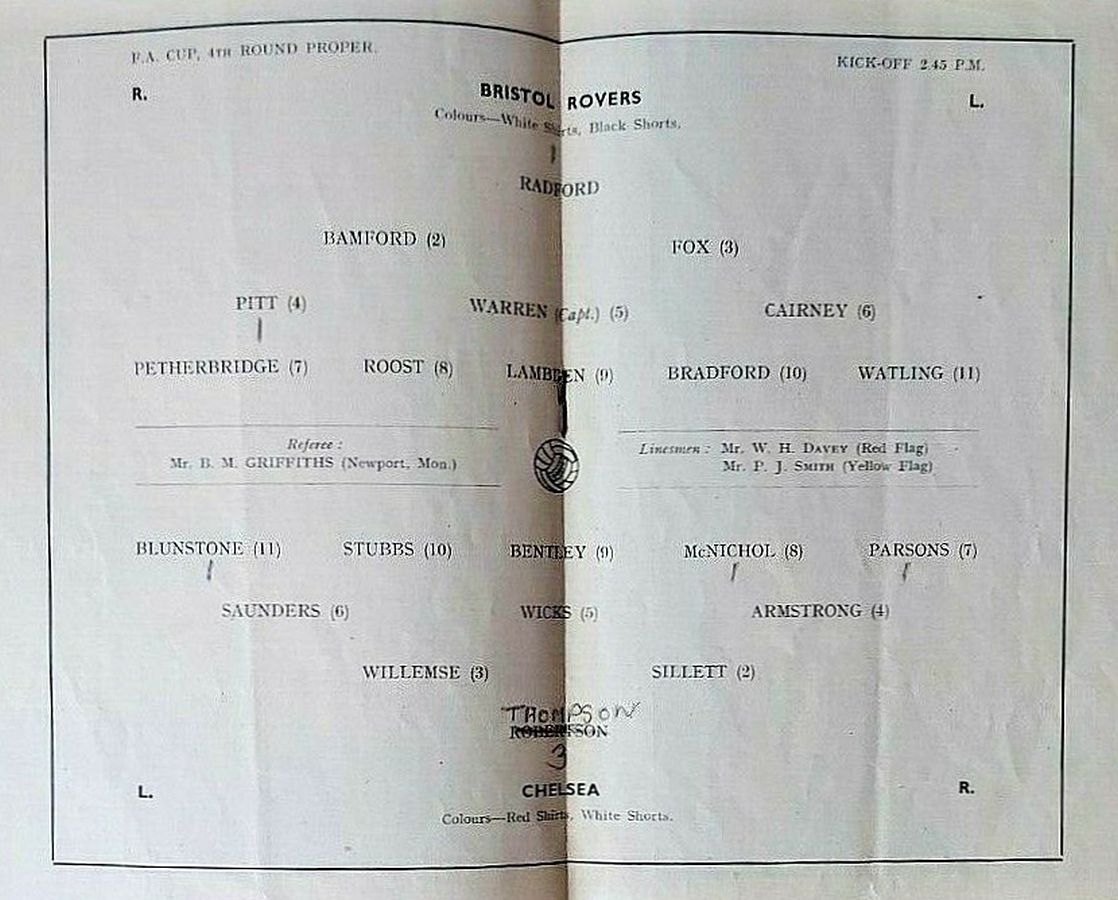 F.A. CUP, 4TH ROUND PROPER. KICK-OFF 2.45 P.M.
R. BRISTOL ROVERS L.
Colours—White Shirts, Black Shorts.
1
RADFORD
BAMFORD (2) FOX (3)
PITT (4) WARREN (Capt.) (5) CAIRNEY (6)
PETHERBRIDGE (7) ROOST (8) LAMBDEN (9) BRADFORD (10) WATLING (11)
Referee :
Mr. B. M. GRIFFITHS (Newport, Mon.)
Linesmen : Mr. W. H. DAVEY (Red Flag)
Mr. P. J. SMITH (Yellow Flag)
BLUNSTONE (11) STUBBS (10) BENTLEY (9) McNICHOL (8) PARSONS (7)
SAUNDERS (6) WICKS (5) ARMSTRONG (4)
WILLEMSE (3) SILLETT (2)
THOMPSON
ROBERTSON
3
L. CHELSEA R.
Colours—Red Shirts, White Shorts.